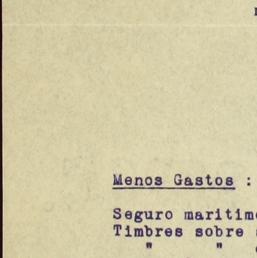 Menos Gastos :
Seguro maritimo
Timbres sobre
" "